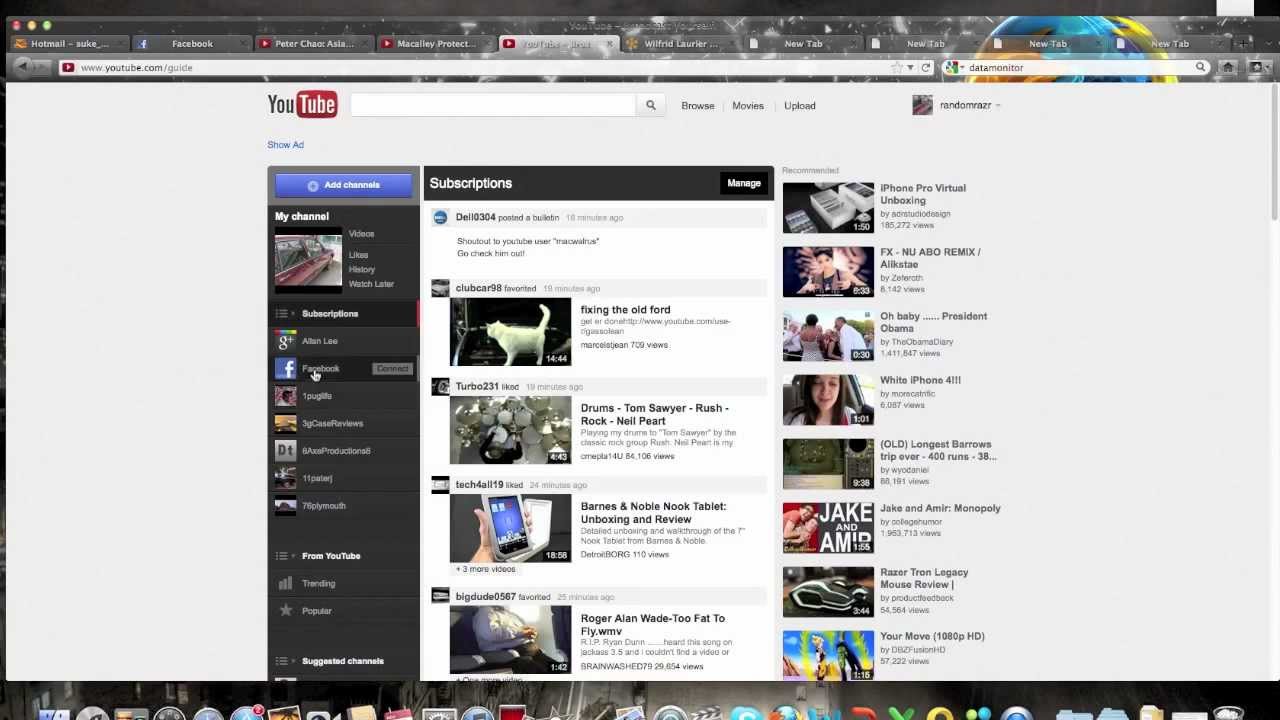 YouTube - Broadcast Yourself.
Hotmail - suke_...
Facebook
Peter Chao: Asia...
Macalley Protect...
Wilfrid Laurier ...
New Tab
New Tab
New Tab
New Tab
www.youtube.com/guide
datamonitor
YouTube
Browse
Movies
Upload
randomrazr
Show Ad
Add channels
My channel
Videos
Likes
History
Watch Later
Subscriptions
Allan Lee
Facebook
Connect
1puglife
3gCaseReviews
8AxeProductions8
11paterj
76plymouth
From YouTube
Trending
Popular
Suggested channels
Subscriptions
Manage
Dell0304 posted a bulletin 18 minutes ago
Shoutout to youtube user "macwalrus"
Go check him out!
clubcar98 favorited 19 minutes ago
14:44
fixing the old ford
get er donehttp://www.youtube.com/use-
r/gassolean
marcelstjean 709 views
Turbo231 liked 19 minutes ago
4:43
Drums - Tom Sawyer - Rush -
Rock - Neil Peart
Playing my drums to "Tom Sawyer" by the
classic rock group Rush. Neil Peart is my
cmepla14U 84,106 views
tech4all19 liked 24 minutes ago
18:58
Barnes & Noble Nook Tablet:
Unboxing and Review
Detailed unboxing and walkthrough of the 7"
Nook Tablet from Barnes & Noble.
DetroitBORG 110 views
+ 3 more videos
bigdude0567 favorited 25 minutes ago
1:42
Roger Alan Wade-Too Fat To
Fly.wmv
R.I.P. Ryan Dunn .......heard this song on
jackass 3.5 and i couldn't find a video or
BRAINWASHED79 29,654 views
+ One more video
Recommended
1:50
iPhone Pro Virtual
Unboxing
by adrstudiodesign
185,272 views
6:33
FX - NU ABO REMIX /
Alikstae
by Zeferoth
8,142 views
0:30
Oh baby ...... President
Obama
by TheObamaDiary
1,411,847 views
1:01
White iPhone 4!!!
by morecatrific
6,087 views
9:38
(OLD) Longest Barrows
trip ever - 400 runs - 38...
by wyodaniel
88,191 views
JAKE
AND
AMIR
1:55
Jake and Amir: Monopoly
by collegehumor
1,953,713 views
3:44
Razer Tron Legacy
Mouse Review |
by productfeedback
54,564 views
1:15
Your Move (1080p HD)
by DBZFusionHD
51,222,760 views